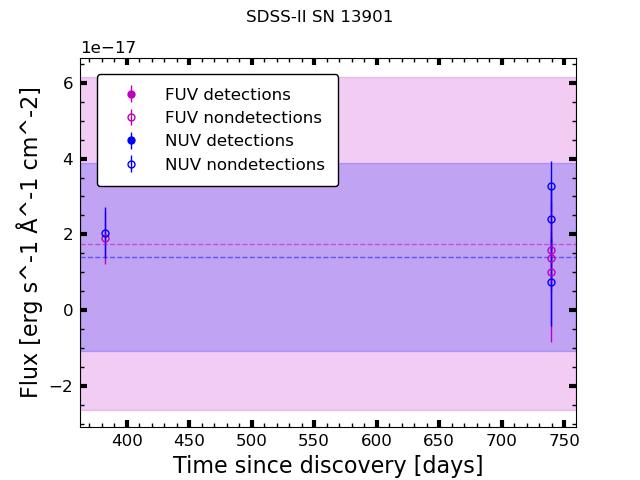 SDSS-II SN 13901
1e−17
FUV detections
FUV nondetections
NUV detections
NUV nondetections
6
4
2
0
−2
Flux [erg s^-1 Å^-1 cm^-2]
400 450 500 550 600 650 700 750
Time since discovery [days]